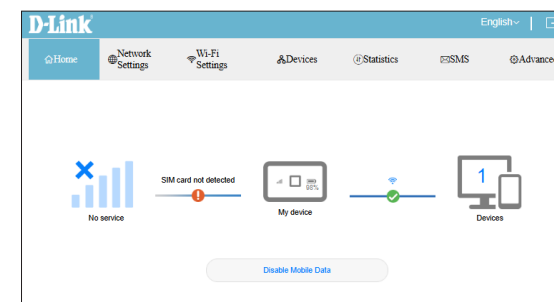 D-Link
English
Home
Network Settings
Wi-Fi Settings
Devices
Statistics
SMS
Advanced
SIM card not detected
98%
1
No service
My device
Devices
Disable Mobile Data